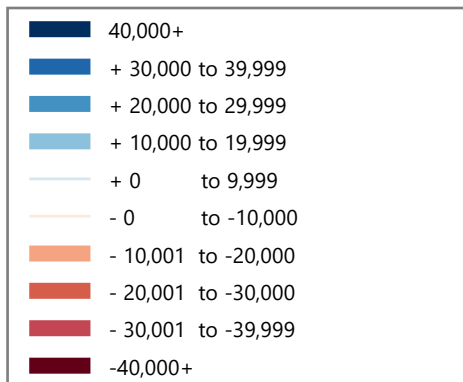 40,000+
+ 30,000 to 39,999
+ 20,000 to 29,999
+ 10,000 to 19,999
+ 0 to 9,999
- 0 to -10,000
- 10,001 to -20,000
- 20,001 to -30,000
- 30,001 to -39,999
-40,000+